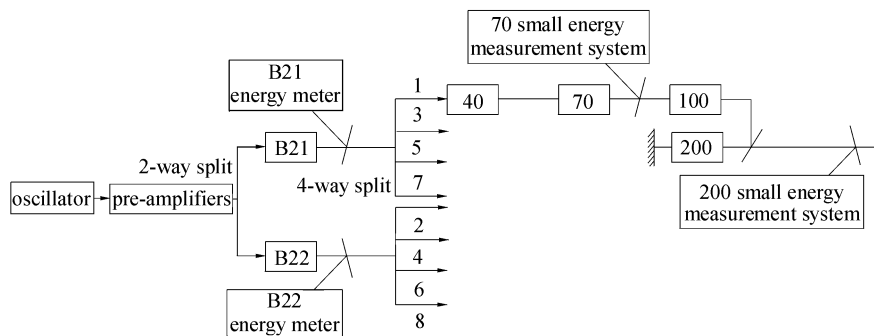 70 small energy
measurement system
B21
energy meter
1
40
70
100
3
2-way split
B21
5
200
4-way split
7
200 small energy
measurement system
oscillator
pre-amplifiers
2
B22
4
B22
energy meter
6
8